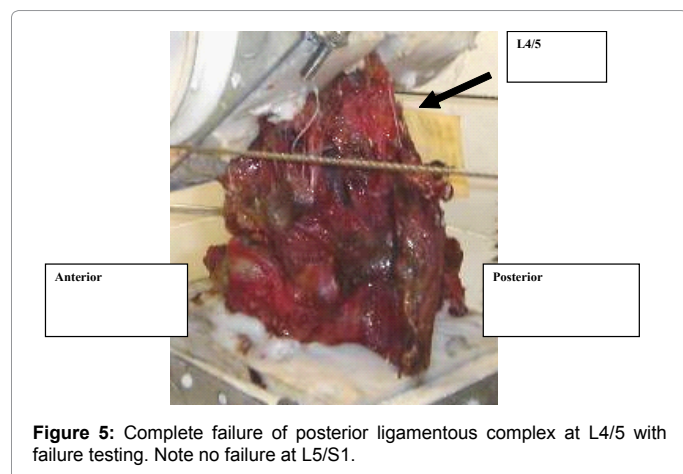 L4/5
Anterior
Posterior
Figure 5: Complete failure of posterior ligamentous complex at L4/5 with
failure testing. Note no failure at L5/S1.